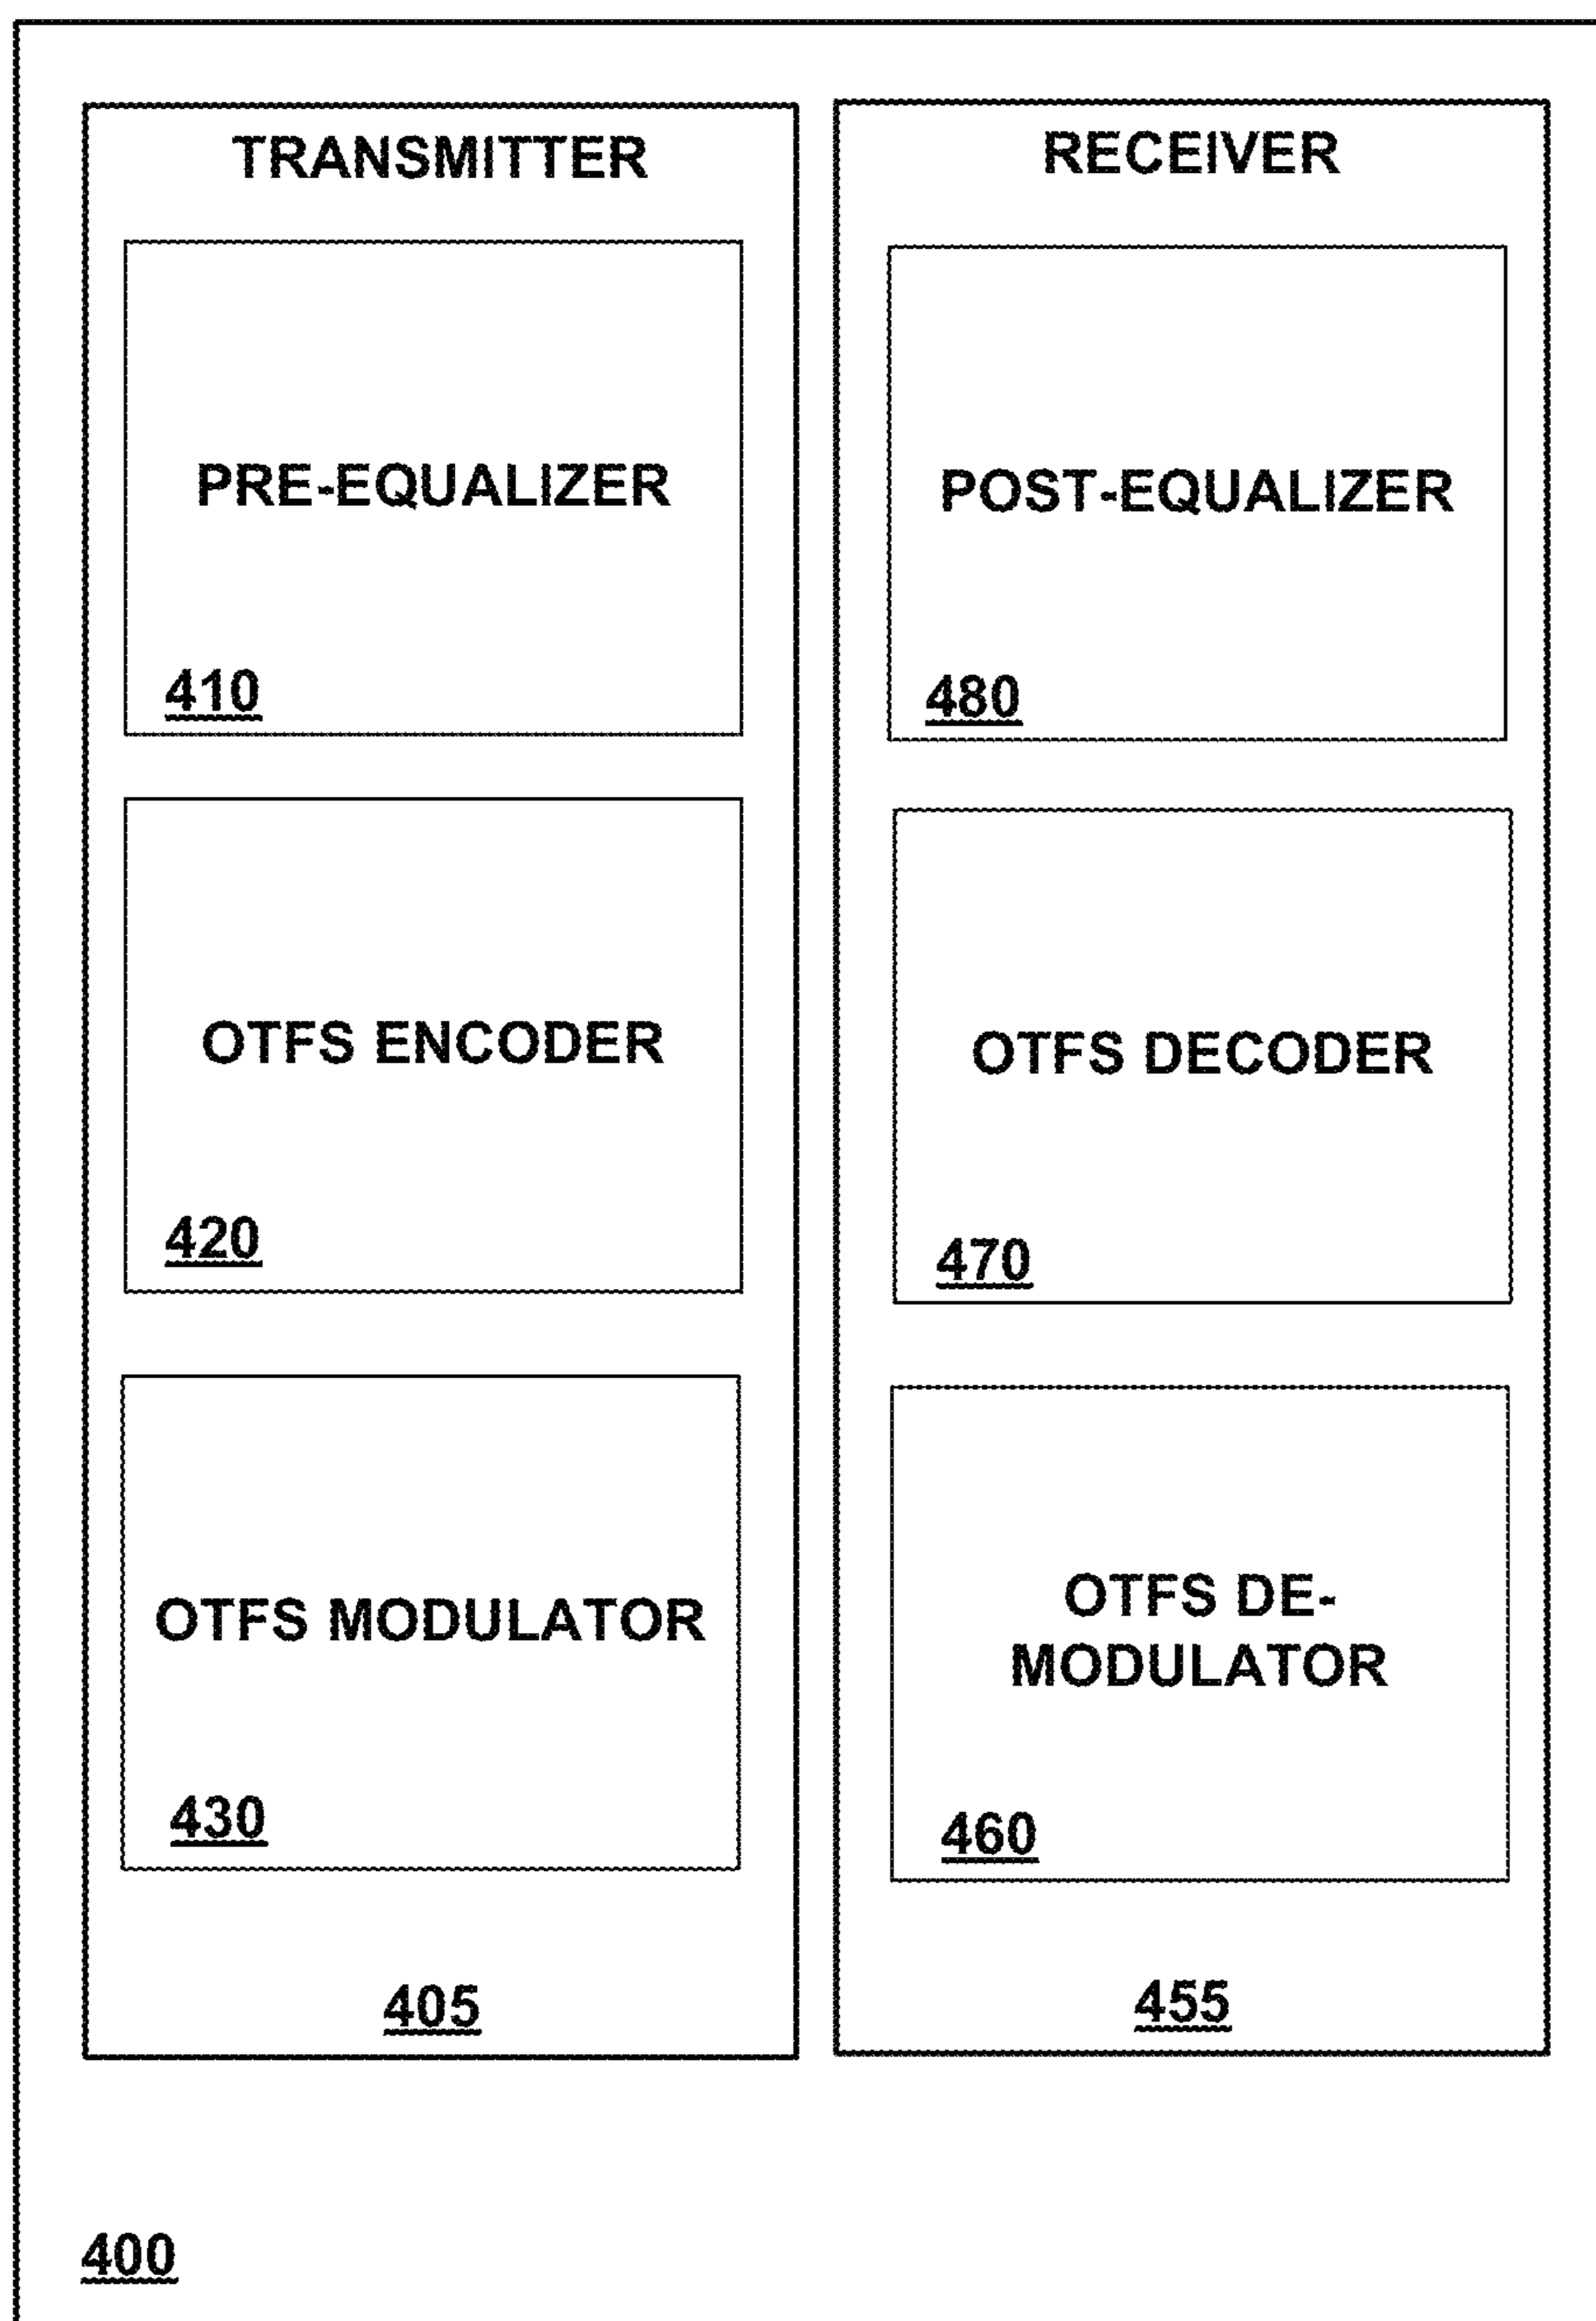 TRANSMITTER
PRE-EQUALIZER
410
OTFS ENCODER
420
OTFS MODULATOR
430
405
RECEIVER
POST-EQUALIZER
480
OTFS DECODER
470
OTFS DE-
MODULATOR
460
455
400